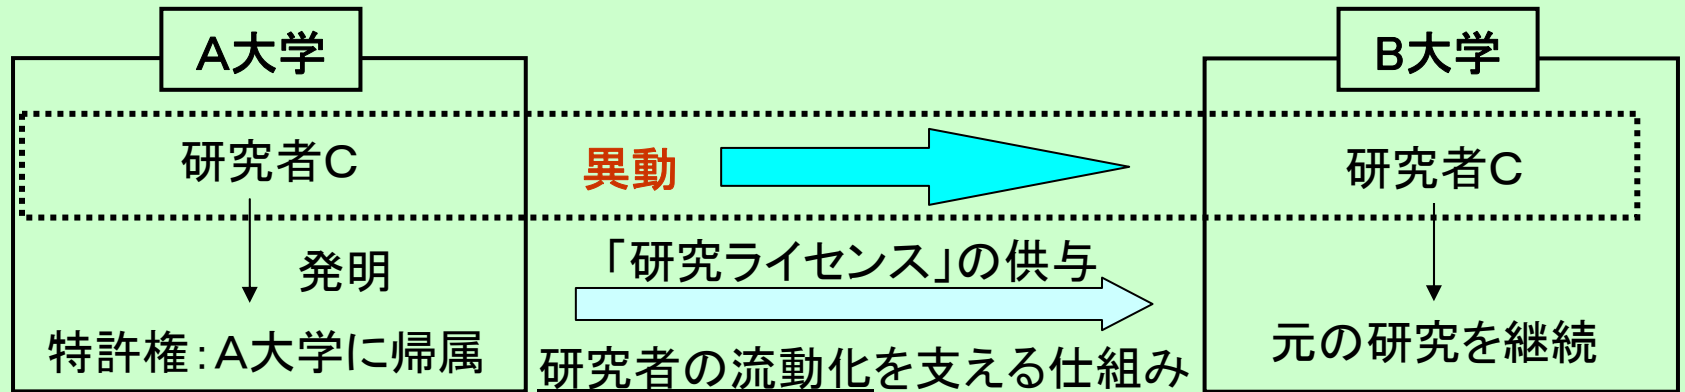 A大学
B大学
研究者C
異動
研究者C
発明
「研究ライセンス」の供与
特許権:A大学に帰属
研究者の流動化を支える仕組み
元の研究を継続